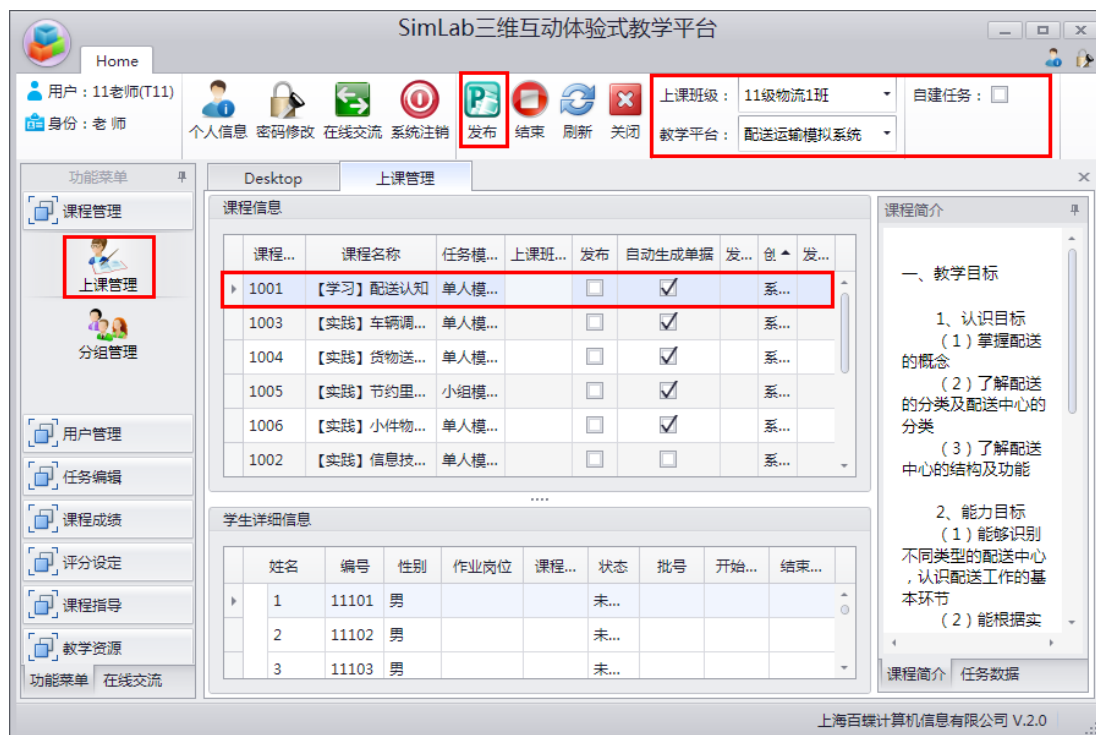 SimLab三维互动体验式教学平台
Home
用户：11老师(T11)
身份：老 师
个人信息 密码修改 在线交流 系统注销 发布 结束 刷新 关闭
上课班级： 11级物流1班 自建任务：
教学平台： 配送运输模拟系统
功能菜单
课程管理
上课管理
分组管理
用户管理
任务编辑
课程成绩
评分设定
课程指导
教学资源
功能菜单 在线交流
Desktop 上课管理
课程信息
课程... 课程名称 任务模... 上课班... 发布 自动生成单据 发... 创 发...
1001 【学习】配送认知 单人模... 系...
1003 【实践】车辆调... 单人模... 系...
1004 【实践】货物送... 单人模... 系...
1005 【实践】节约里... 小组模... 系...
1006 【实践】小件物... 单人模... 系...
1002 【实践】信息技... 单人模... 系...
学生详细信息
姓名 编号 性别 作业岗位 课程... 状态 批号 开始... 结束...
1 11101 男 未...
2 11102 男 未...
3 11103 男 未...
课程简介
一、教学目标
1、认识目标
（1）掌握配送
的概念
（2）了解配送
的分类及配送中心的
分类
（3）了解配送
中心的结构及功能
2、能力目标
（1）能够识别
不同类型的配送中心
，认识配送工作的基
本环节
（2）能根据实
课程简介 任务数据
上海百蝶计算机信息有限公司 V.2.0